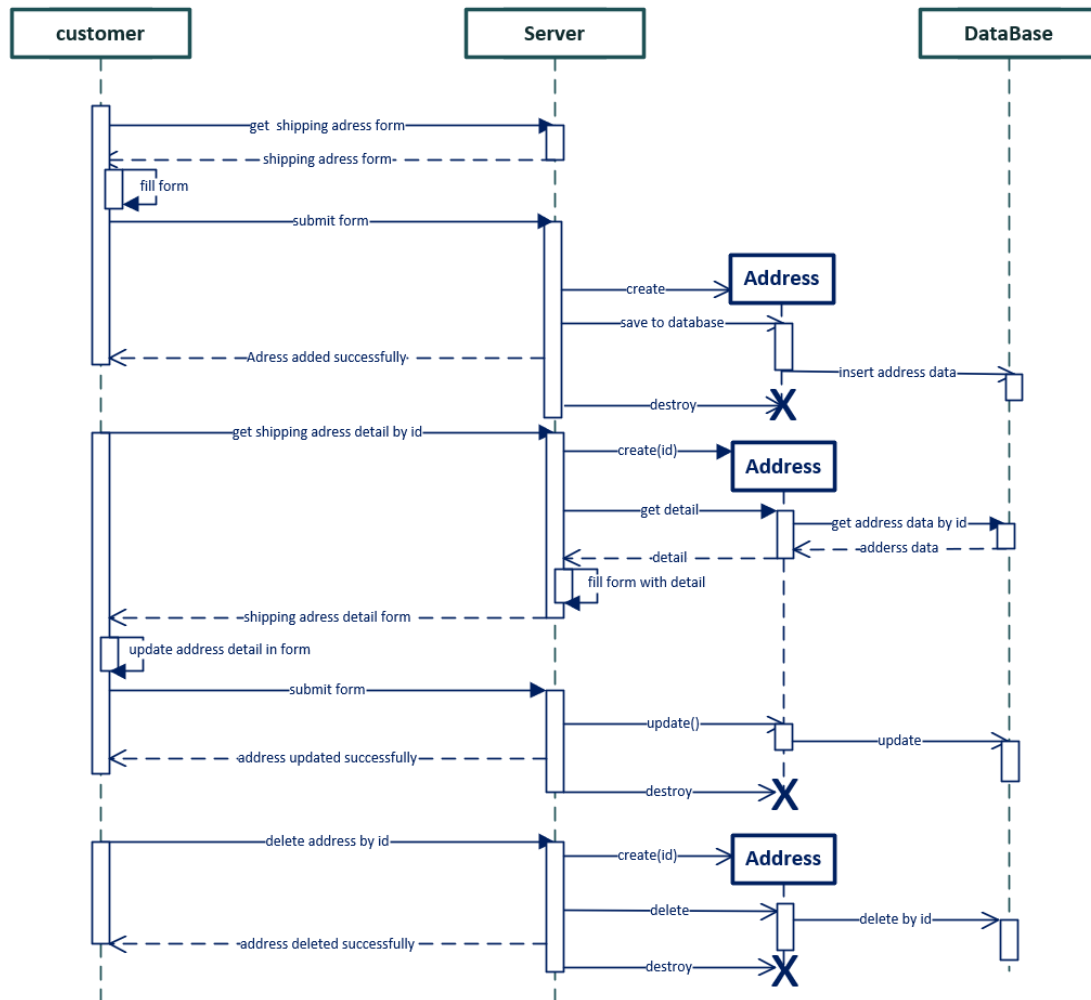 customer
Server
DataBase
get shipping adress form
shipping adress form
fill form
submit form
Address
create
save to database
Adress added successfully
insert address data
X
destroy
get shipping adress detail by id
create(id)
Address
get detail
get address data by id
adderss data
detail
fill form with detail
shipping adress detail form
update address detail in form
submit form
update()
update
address updated successfully
destroy
X
delete address by id
create(id)
Address
delete
delete by id
address deleted successfully
destroy
X